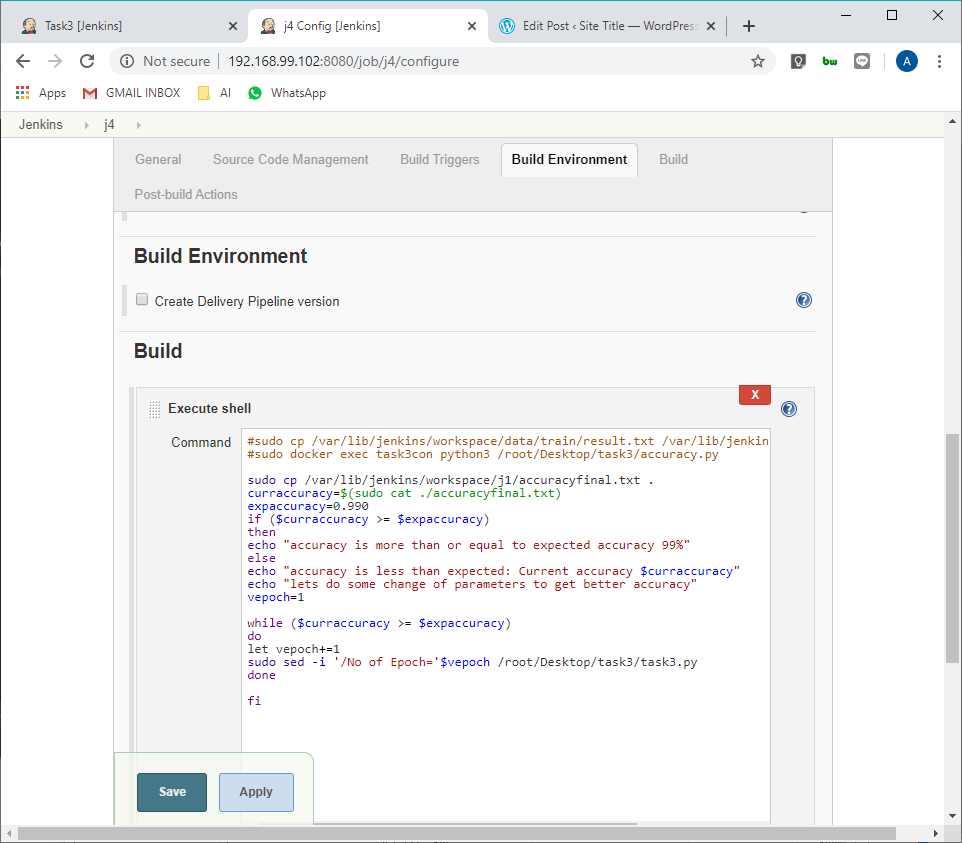 Task3 [Jenkins]
j4 Config [Jenkins]
Edit Post ‹ Site Title — WordPress
Not secure
192.168.99.102:8080/job/j4/configure
bw
A
Apps
GMAIL INBOX
AI
WhatsApp
Jenkins
j4
General
Source Code Management
Build Triggers
Build Environment
Build
Post-build Actions
Build Environment
Create Delivery Pipeline version
?
Build
X
Execute shell
?
Command
#sudo cp /var/lib/jenkins/workspace/data/train/result.txt /var/lib/jenkin
#sudo docker exec task3con python3 /root/Desktop/task3/accuracy.py
sudo cp /var/lib/jenkins/workspace/j1/accuracyfinal.txt .
curraccuracy=$(sudo cat ./accuracyfinal.txt)
expaccuracy=0.990
if ($curraccuracy >= $expaccuracy)
then
echo "accuracy is more than or equal to expected accuracy 99%"
else
echo "accuracy is less than expected: Current accuracy $curraccuracy"
echo "lets do some change of parameters to get better accuracy"
vepoch=1
while ($curraccuracy >= $expaccuracy)
do
let vepoch+=1
sudo sed -i '/No of Epoch='$vepoch /root/Desktop/task3/task3.py
done
fi
Save
Apply